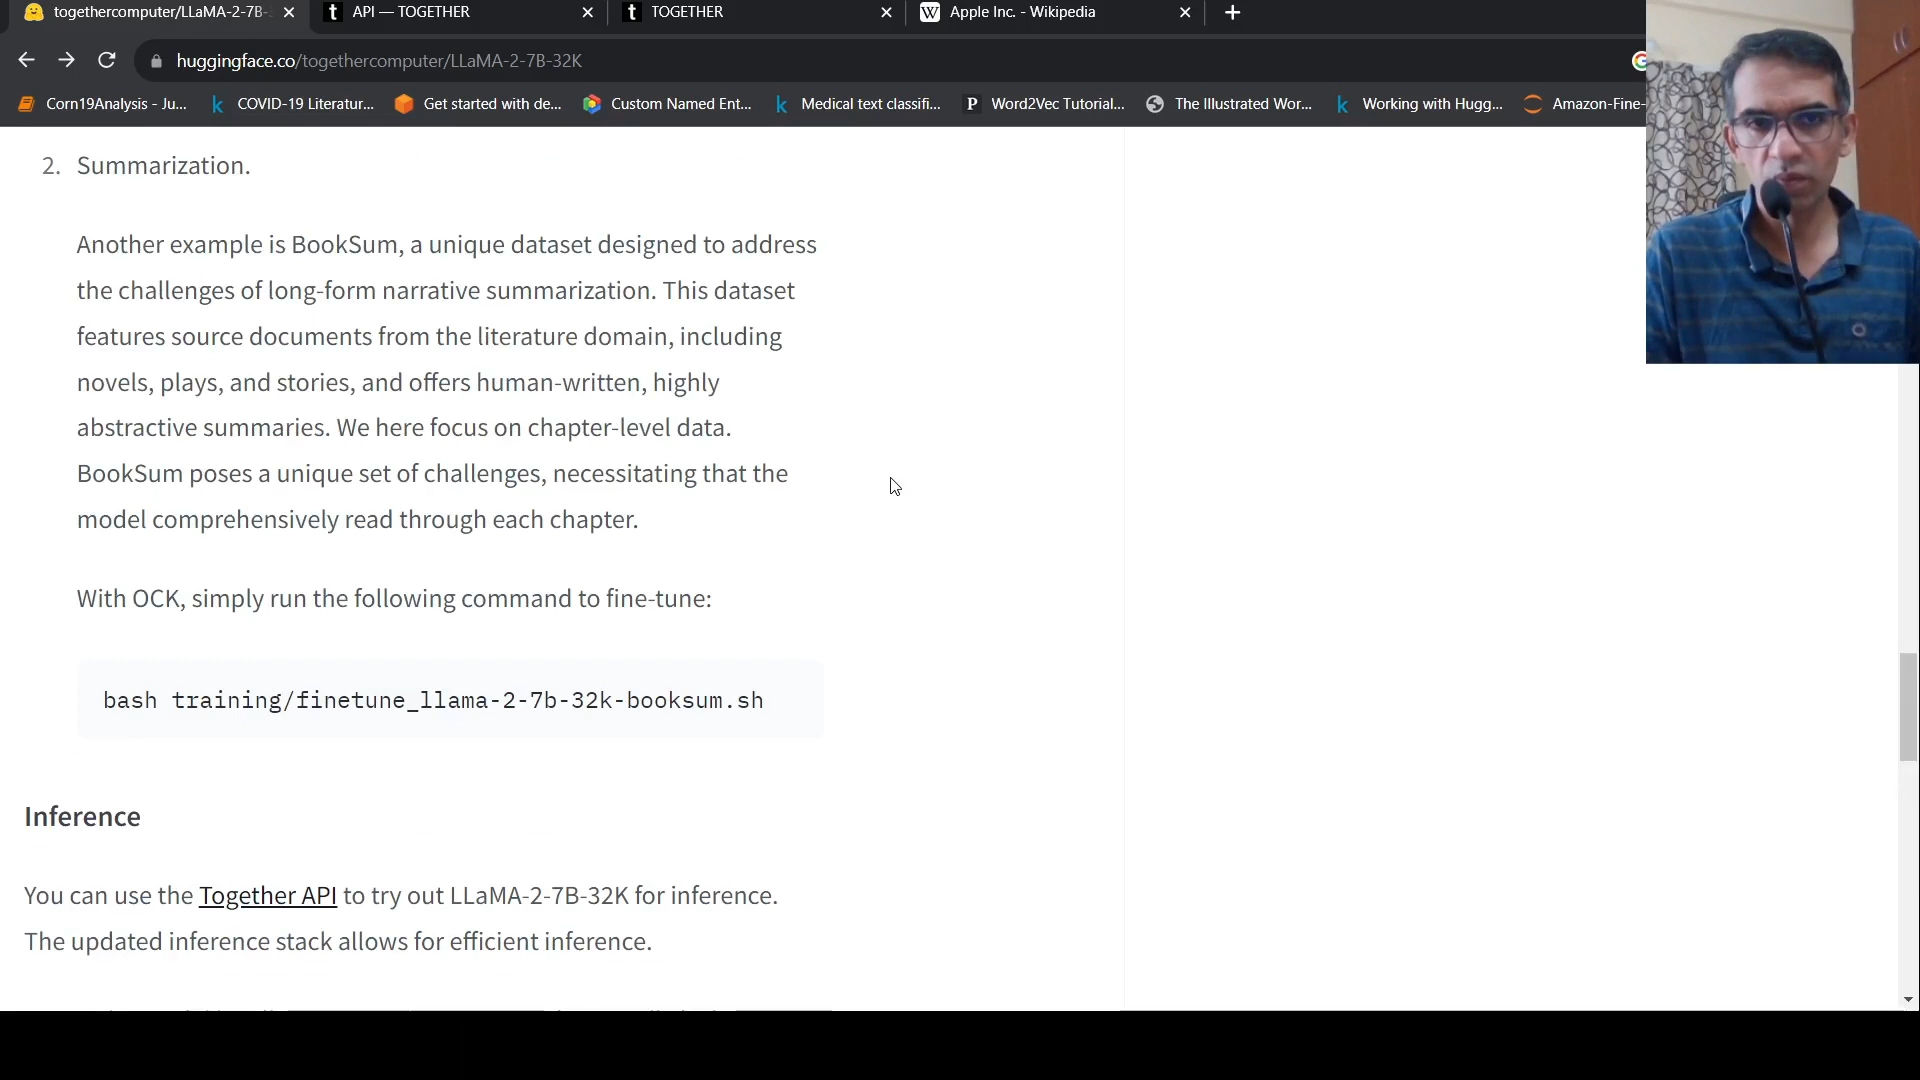 togethercomputer/LLaMA-2-7B-
API — TOGETHER
TOGETHER
Apple Inc. - Wikipedia
huggingface.co/togethercomputer/LLaMA-2-7B-32K
Corn19Analysis - Ju...
COVID-19 Literatur...
Get started with de...
Custom Named Ent...
Medical text classifi...
Word2Vec Tutorial...
The Illustrated Wor...
Working with Hugg...
Amazon-Fine-
2. Summarization.
Another example is BookSum, a unique dataset designed to address
the challenges of long-form narrative summarization. This dataset
features source documents from the literature domain, including
novels, plays, and stories, and offers human-written, highly
abstractive summaries. We here focus on chapter-level data.
BookSum poses a unique set of challenges, necessitating that the
model comprehensively read through each chapter.
With OCK, simply run the following command to fine-tune:
bash training/finetune_llama-2-7b-32k-booksum.sh
Inference
You can use the Together API to try out LLaMA-2-7B-32K for inference.
The updated inference stack allows for efficient inference.